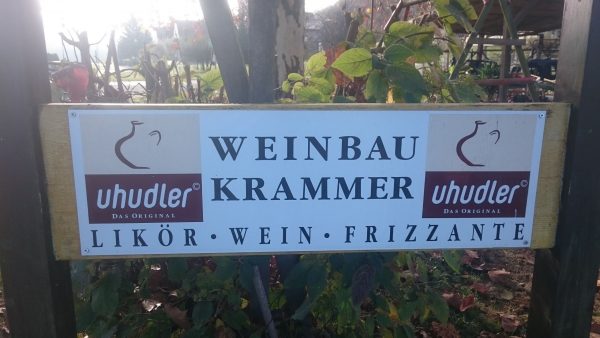 WEINBAU
KRAMMER
uhudler©
DAS ORIGINAL
uhudler©
DAS ORIGINAL
LIKÖR · WEIN · FRIZZANTE